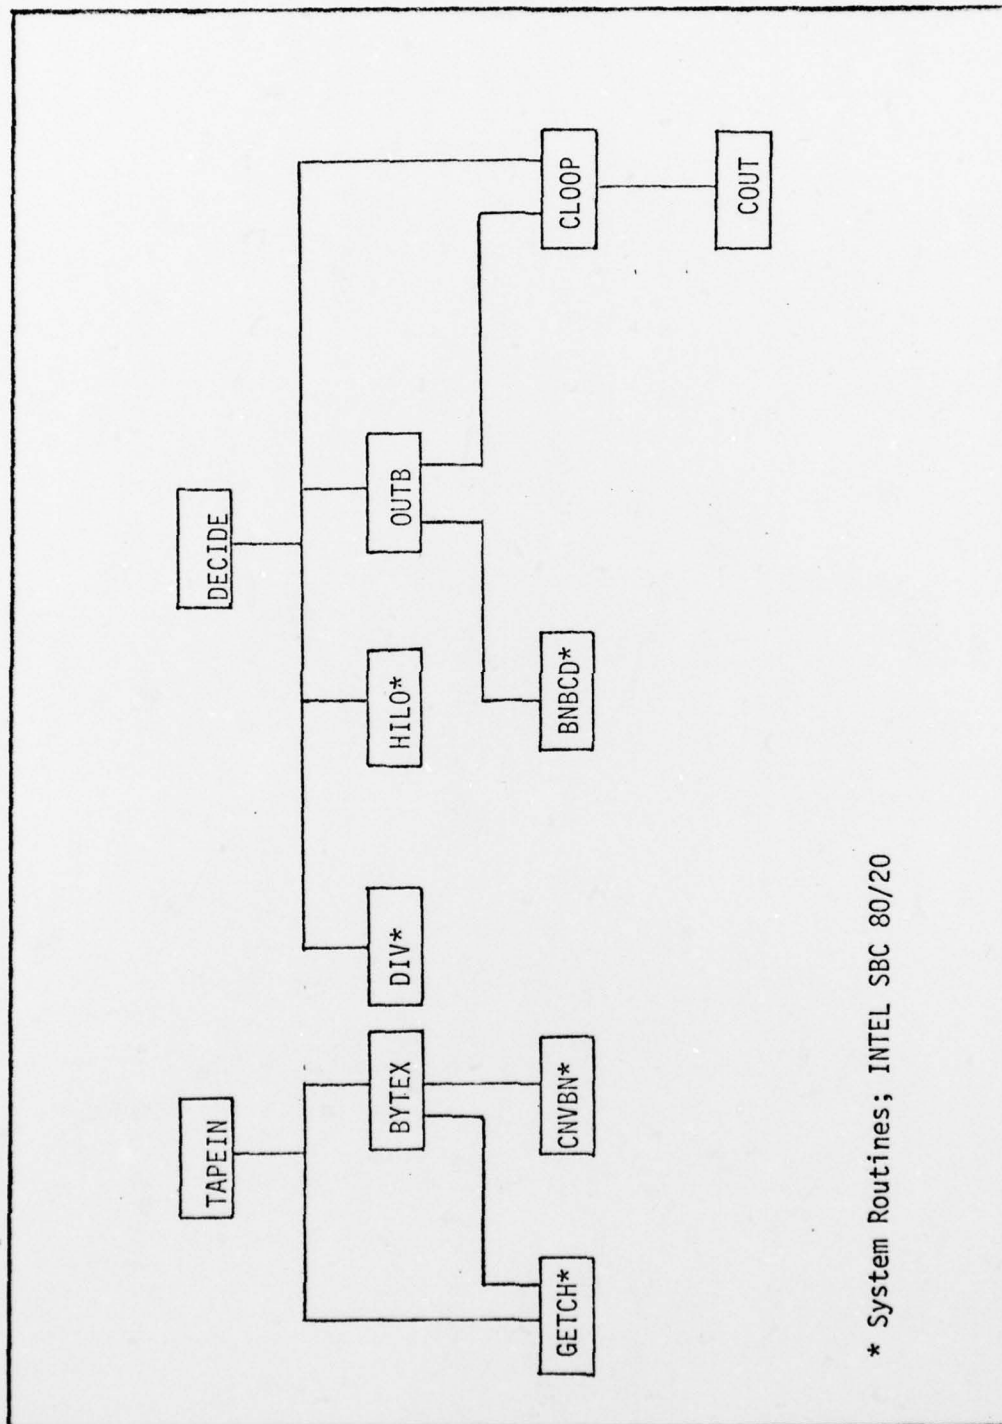 TAPEIN
DECIDE
BYTEX
DIV*
HILO*
OUTB
GETCH*
CNVBN*
BNBCD*
CLOOP
COUT
* System Routines; INTEL SBC 80/20